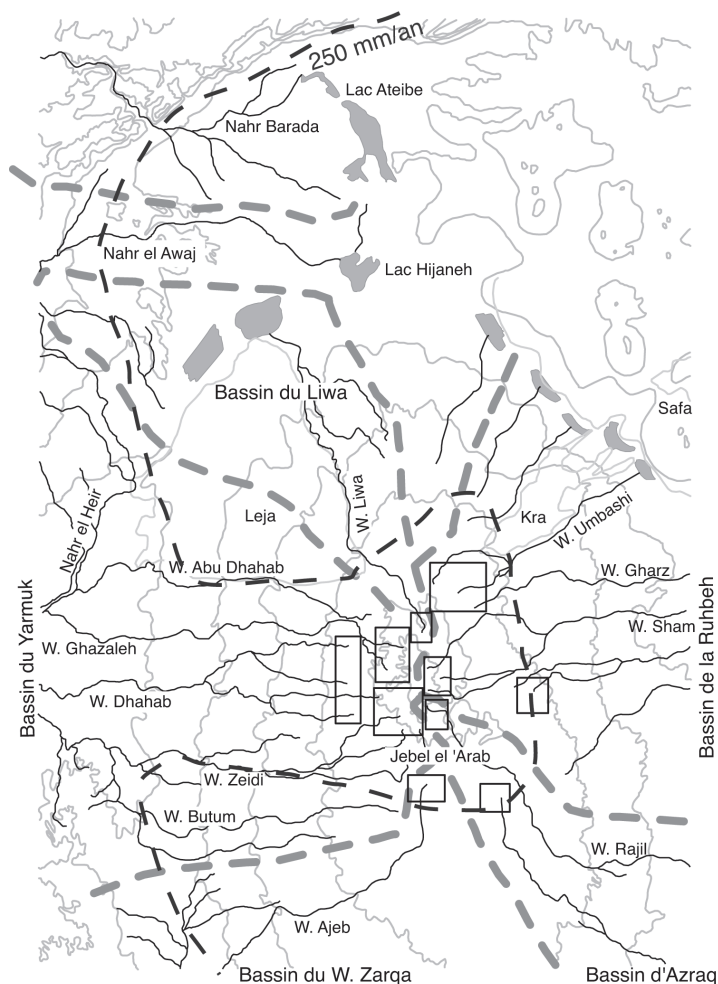 250 mm/an
Lac Ateibe
Nahr Barada
Nahr el Awaj
Lac Hijaneh
Bassin du Liwa
Safa
W. Liwa
Leja
Kra
W. Umbashi
Nahr el Heir
W. Abu Dhahab
W. Gharz
Bassin du Yarmuk
W. Ghazaleh
W. Sham
Bassin de la Ruhbeh
W. Dhahab
Jebel el 'Arab
W. Zeidi
W. Butum
W. Rajil
W. Ajeb
Bassin du W. Zarqa
Bassin d'Azraq